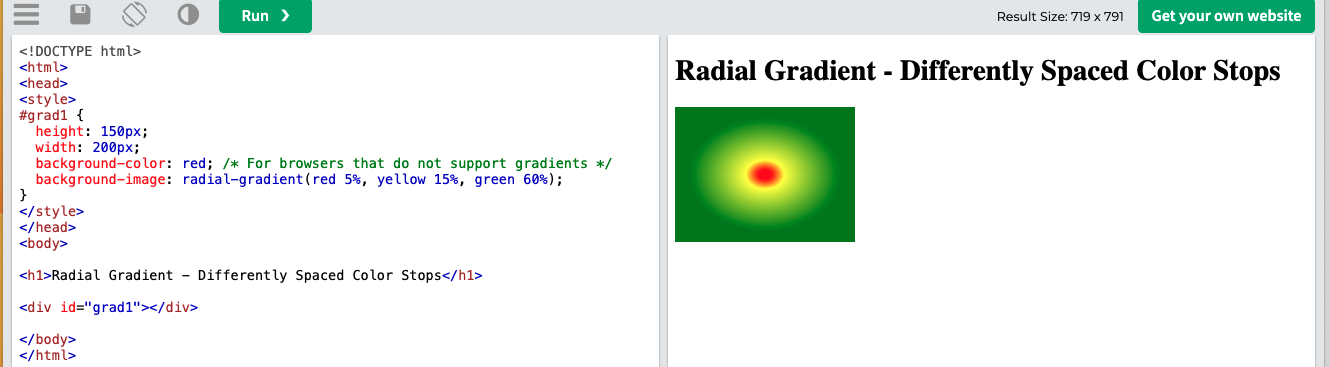 Run ❯
Result Size: 719 x 791
Get your own website
<!DOCTYPE html>
<html>
<head>
<style>
#grad1 {
  height: 150px;
  width: 200px;
  background-color: red; /* For browsers that do not support gradients */
  background-image: radial-gradient(red 5%, yellow 15%, green 60%);
}
</style>
</head>
<body>

<h1>Radial Gradient - Differently Spaced Color Stops</h1>

<div id="grad1"></div>

</body>
</html>
Radial Gradient - Differently Spaced Color Stops